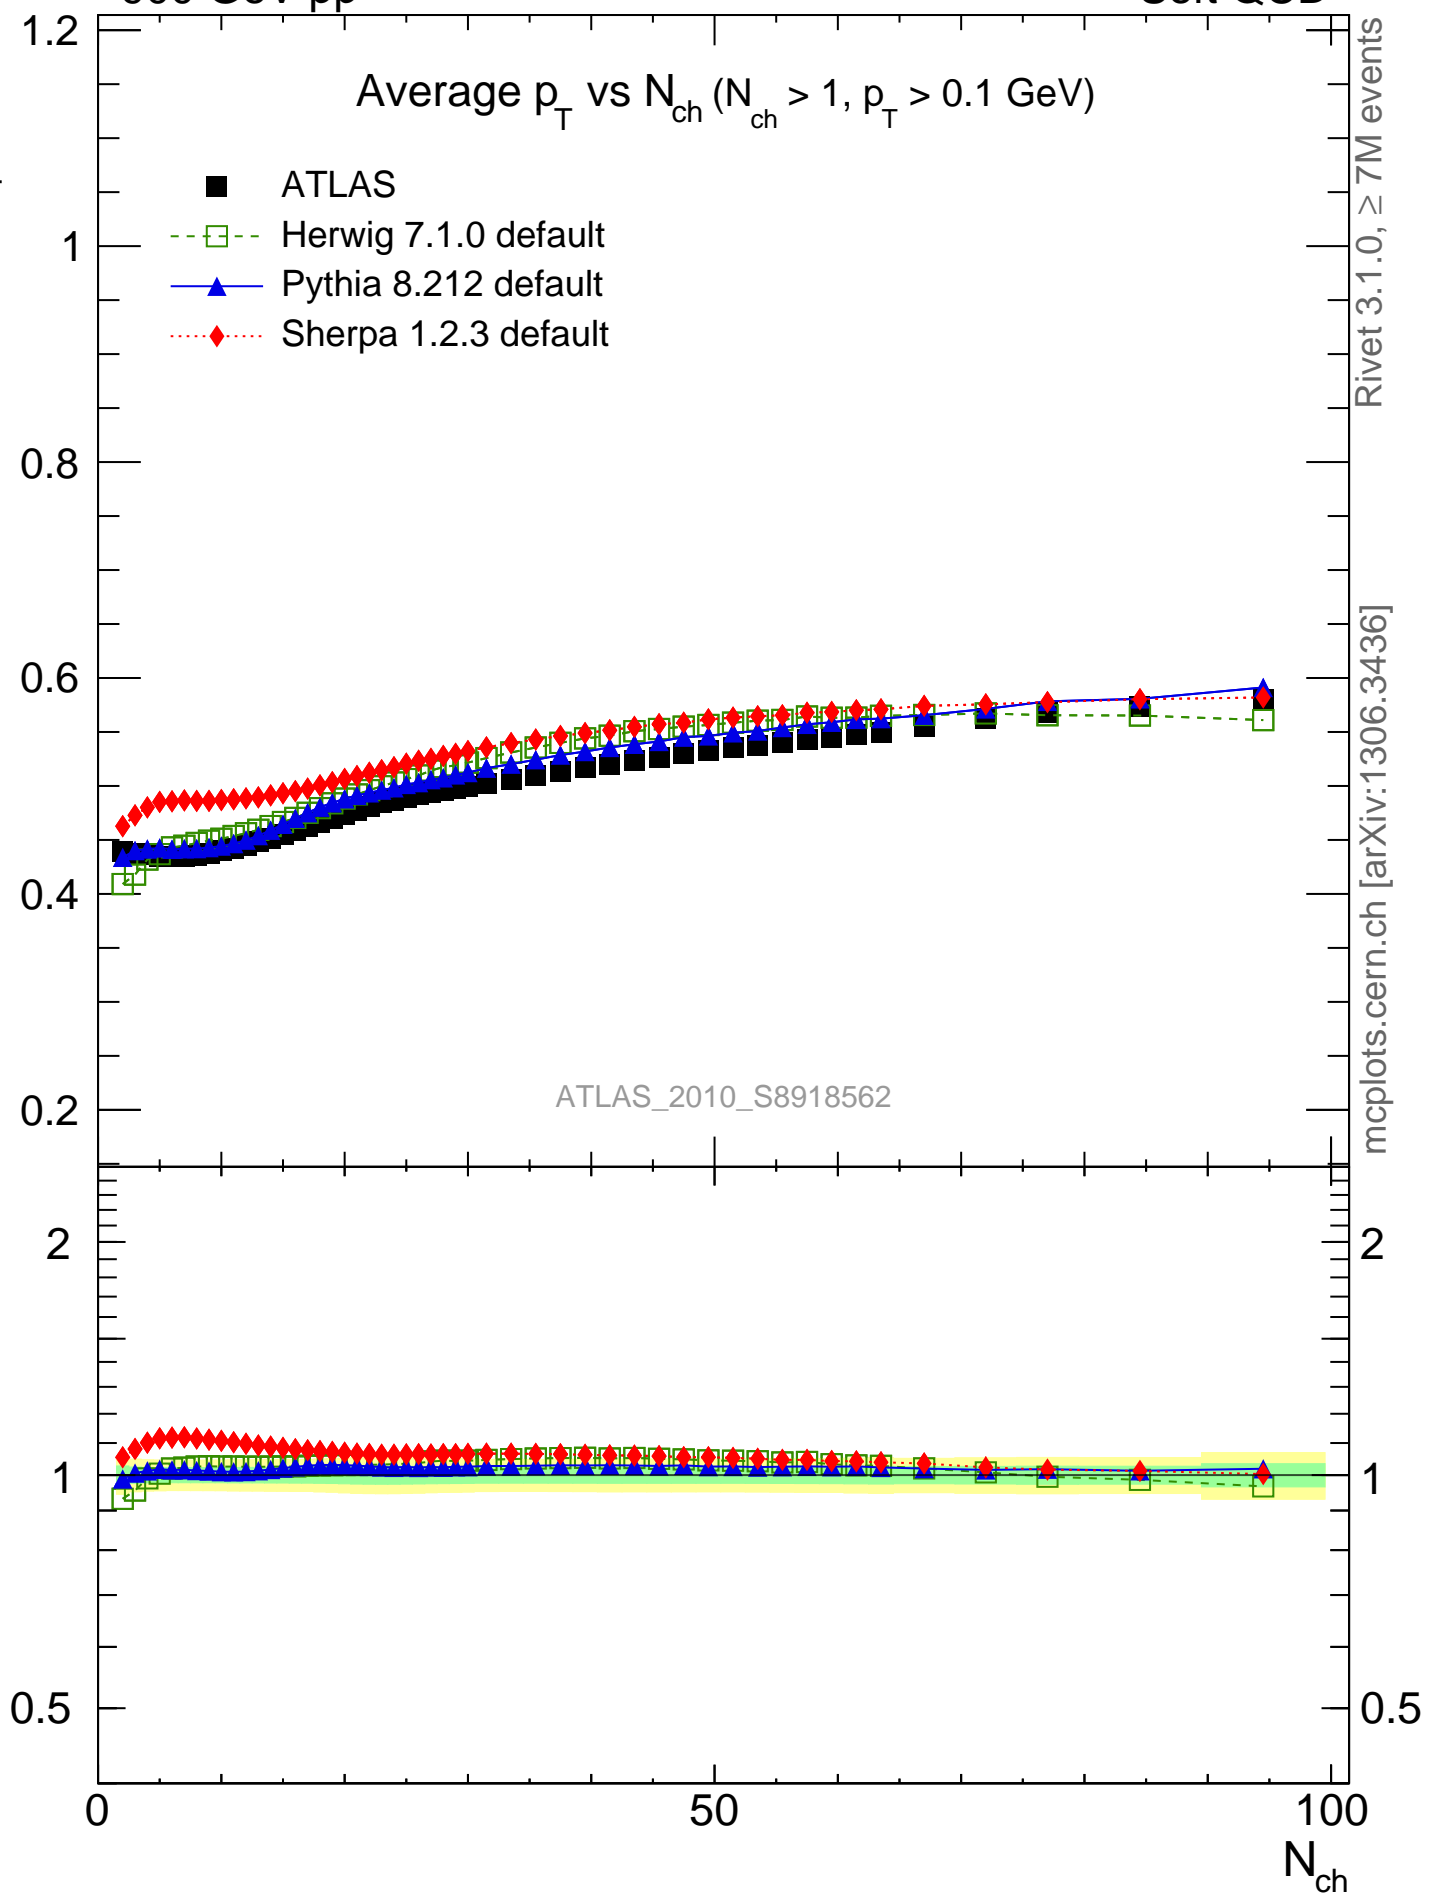 Average p_T vs N_ch (N_ch > 1, p_T > 0.1 GeV)
ATLAS
Herwig 7.1.0 default
Pythia 8.212 default
Sherpa 1.2.3 default
1.2
1
0.8
0.6
0.4
0.2
ATLAS_2010_S8918562
Rivet 3.1.0, ≥ 7M events
mcplots.cern.ch [arXiv:1306.3436]
2
1
0.5
2
1
0.5
0
50
100
N_ch